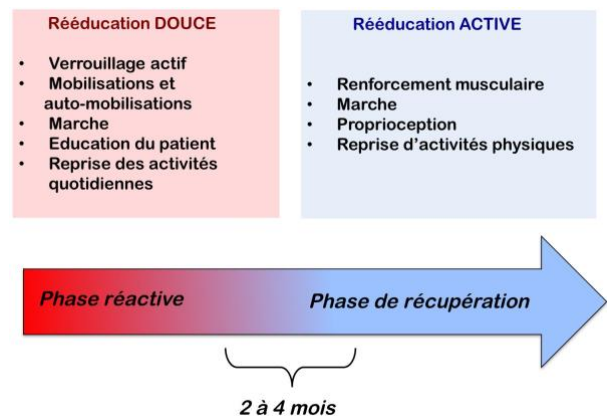 Rééducation DOUCE
• Verrouillage actif
• Mobilisations et
auto-mobilisations
• Marche
• Education du patient
• Reprise des activités
quotidiennes
Rééducation ACTIVE
• Renforcement musculaire
• Marche
• Proprioception
• Reprise d'activités physiques
Phase réactive
Phase de récupération
2 à 4 mois